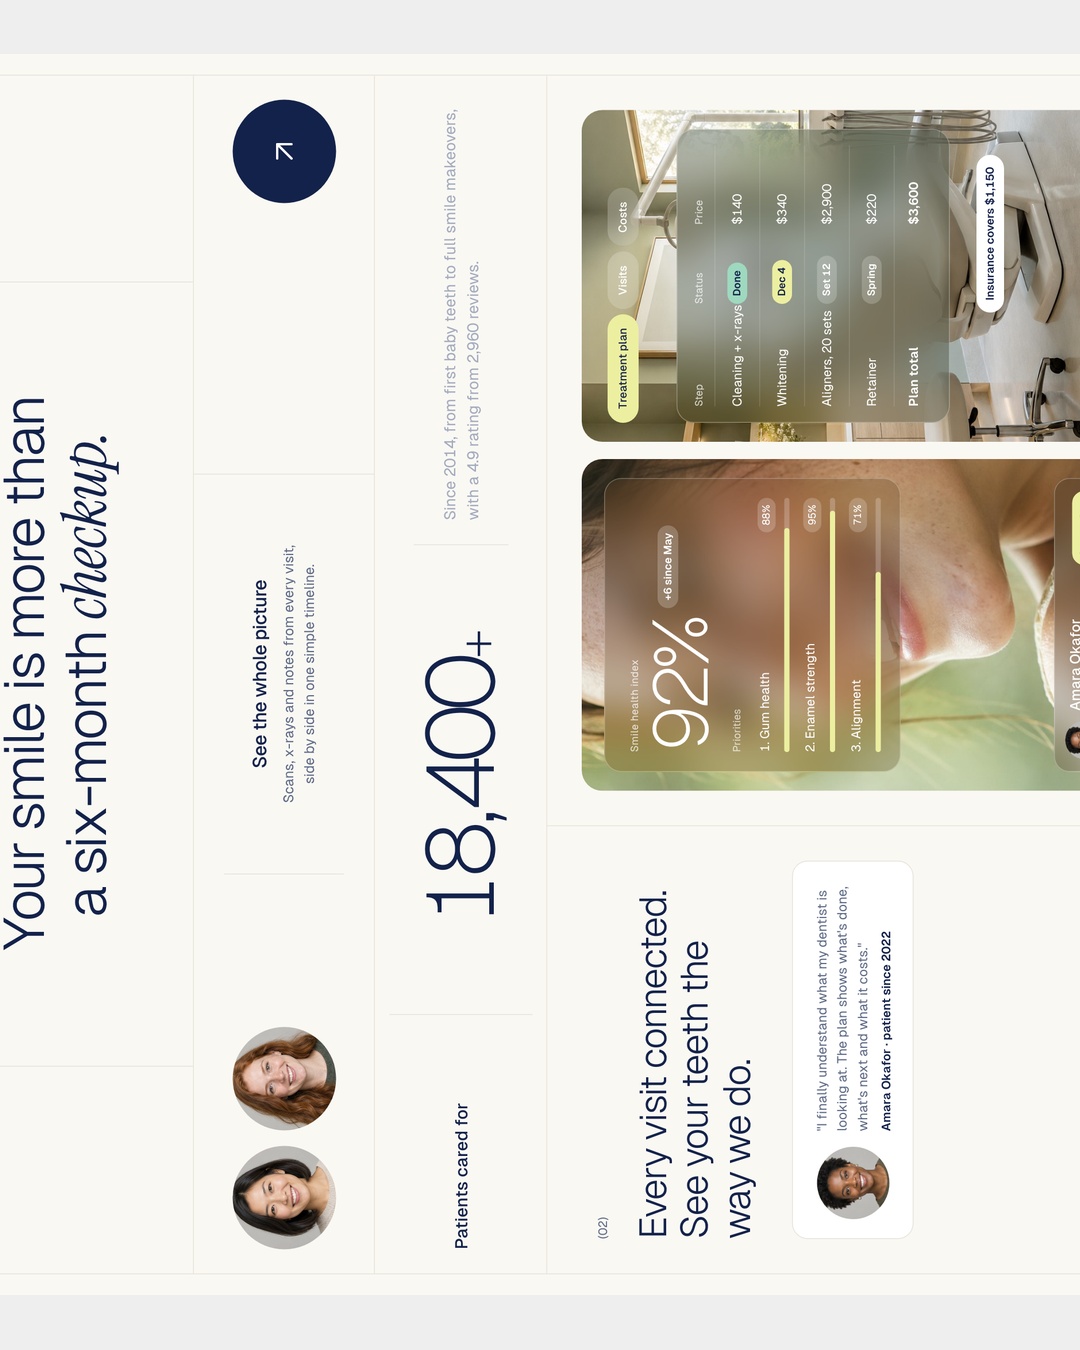 Your smile is more than
a six-month checkup.
See the whole picture
Scans, x-rays and notes from every visit,
side by side in one simple timeline.
Patients cared for
18,400+
Since 2014, from first baby teeth to full smile makeovers,
with a 4.9 rating from 2,960 reviews.
(02)
Every visit connected.
See your teeth the
way we do.
"I finally understand what my dentist is
looking at. The plan shows what's done,
what's next and what it costs."
Amara Okafor · patient since 2022
Smile health index
92%
+6 since May
Priorities
1. Gum health 88%
2. Enamel strength 95%
3. Alignment 71%
Amara Okafor
Treatment plan Visits Costs
Step Status Price
Cleaning + x-rays Done $140
Whitening Dec 4 $340
Aligners, 20 sets Set 12 $2,900
Retainer Spring $220
Plan total $3,600
Insurance covers $1,150